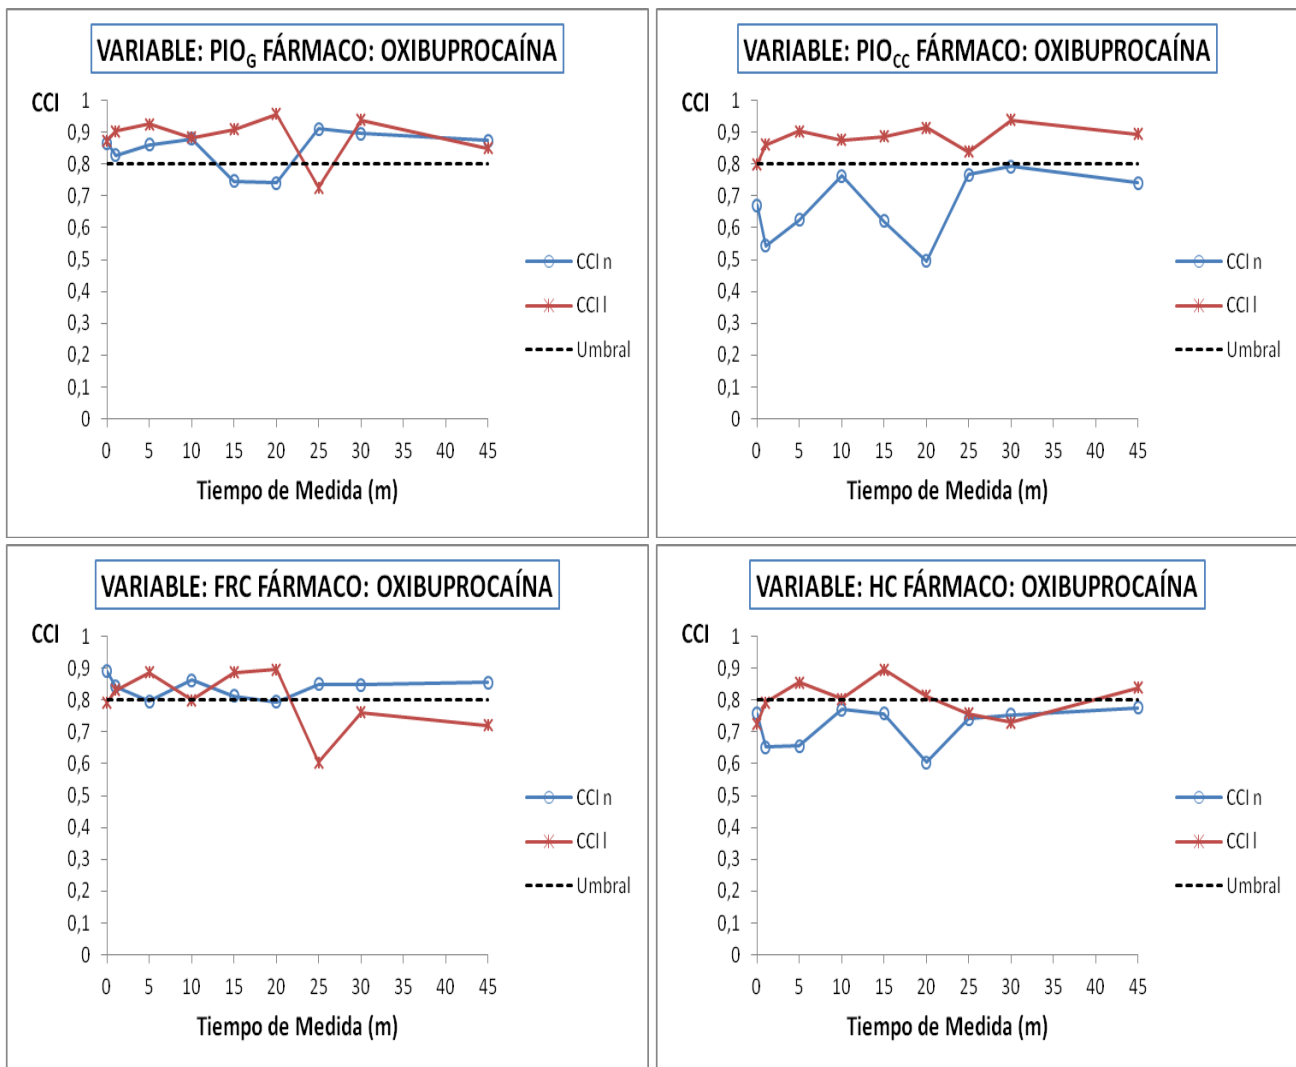 VARIABLE: PIOG FÁRMACO: OXIBUPROCAÍNA
CCI
1
0,9
0,8
0,7
0,6
0,5
0,4
0,3
0,2
0,1
0
0 5 10 15 20 25 30 35 40 45
Tiempo de Medida (m)
CCI n
CCI l
Umbral
VARIABLE: PIOCC FÁRMACO: OXIBUPROCAÍNA
CCI
1
0,9
0,8
0,7
0,6
0,5
0,4
0,3
0,2
0,1
0
0 5 10 15 20 25 30 35 40 45
Tiempo de Medida (m)
CCI n
CCI l
Umbral
VARIABLE: FRC FÁRMACO: OXIBUPROCAÍNA
CCI
1
0,9
0,8
0,7
0,6
0,5
0,4
0,3
0,2
0,1
0
0 5 10 15 20 25 30 35 40 45
Tiempo de Medida (m)
CCI n
CCI l
Umbral
VARIABLE: HC FÁRMACO: OXIBUPROCAÍNA
CCI
1
0,9
0,8
0,7
0,6
0,5
0,4
0,3
0,2
0,1
0
0 5 10 15 20 25 30 35 40 45
Tiempo de Medida (m)
CCI n
CCI l
Umbral